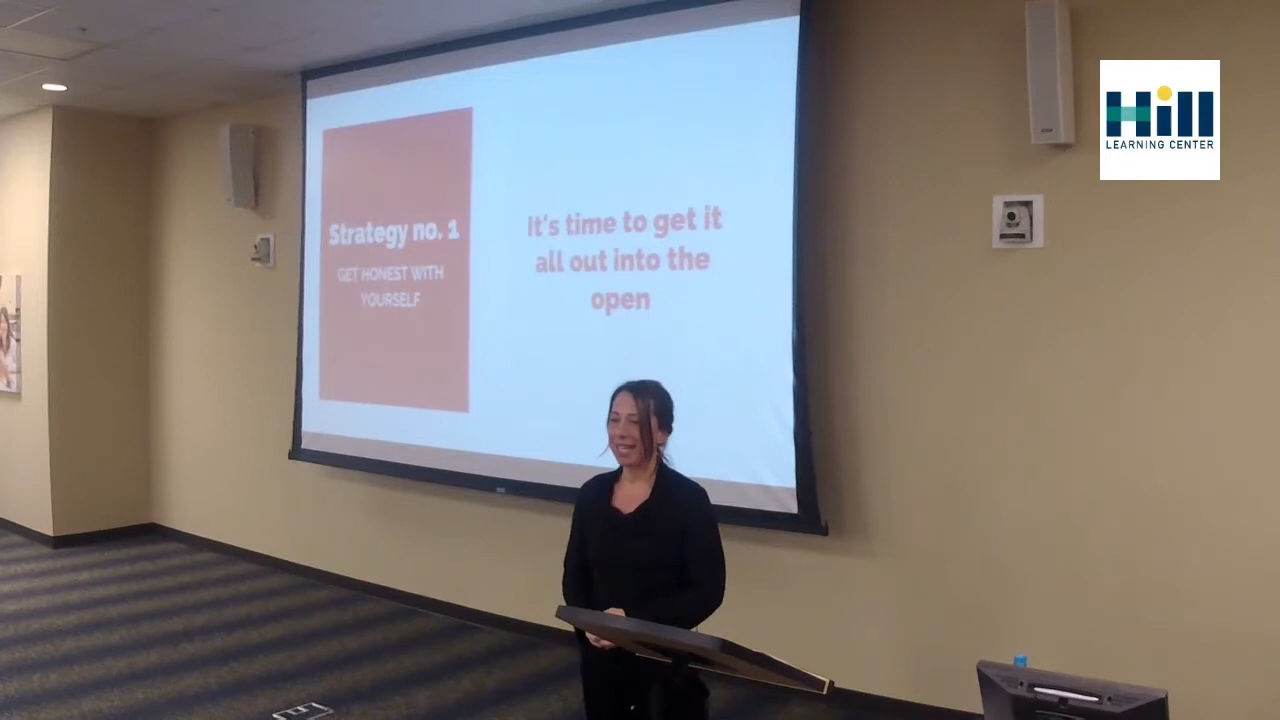 Strategy no. 1
GET HONEST WITH
YOURSELF
It's time to get it
all out into the
open
Hill
LEARNING CENTER